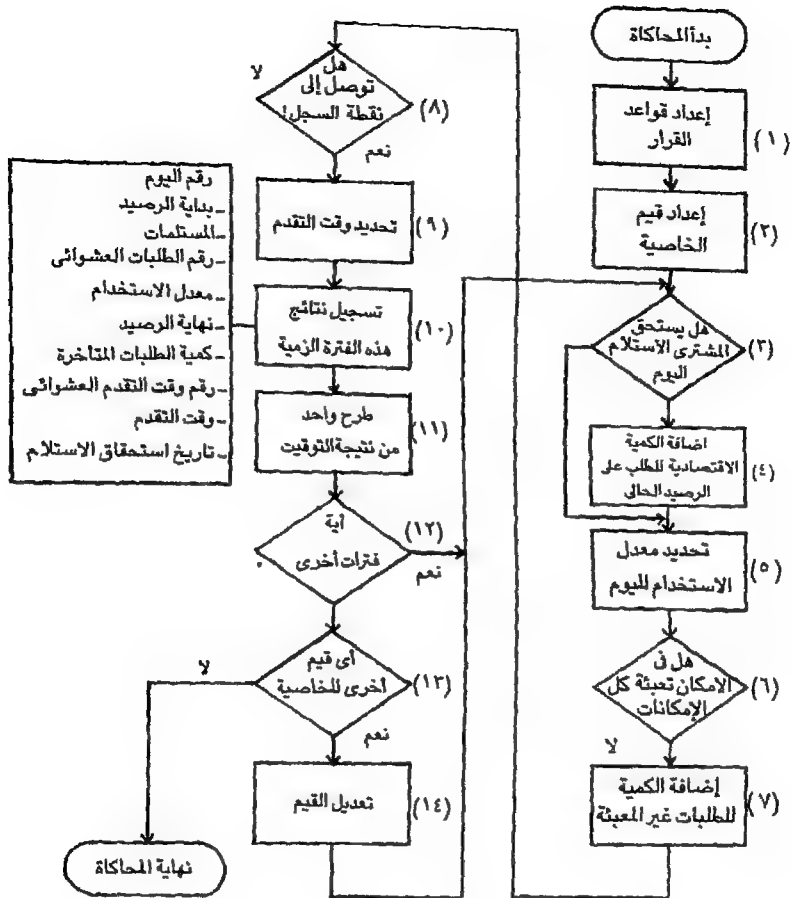 بدأ المحاكاة
إعداد قواعد
القرار
(١)
إعداد قيم
الخاصية
(٢)
هل يستحق
المشترى الاستلام
اليوم
(٣)
اضافة الكمية
الاقتصادية للطلب على
الرصيد الحالى
(٤)
تحديد معدل
الاستخدام لليوم
(٥)
هل فى
الامكان تعبئة كل
الإمكانات
(٦)
لا
إضافة الكمية
للطلبات غير المعبئة
(٧)
هل
توصل إلى
نقطة السجل!
(٨)
لا
نعم
تحديد وقت التقدم
(٩)
تسجيل نتائج
هذه الفترة الزمية
(١٠)
رقم اليوم
ـ بداية الرصيد
ـ المستلمات
ـ رقم الطلبات العشوائى
ـ معدل الاستخدام
ـ نهاية الرصيد
ـ كمية الطلبات المتأخرة
ـ رقم وقت التقدم العشوائى
ـ وقت التقدم
ـ تاريخ استحقاق الاستلام
طرح واحد
من نتيجة التوقيت
(١١)
أية
فترات أخرى
(١٢)
نعم
أى قيم
أخرى للخاصية
(١٣)
لا
نعم
تعديل القيم
(١٤)
نهاية المحاكاة